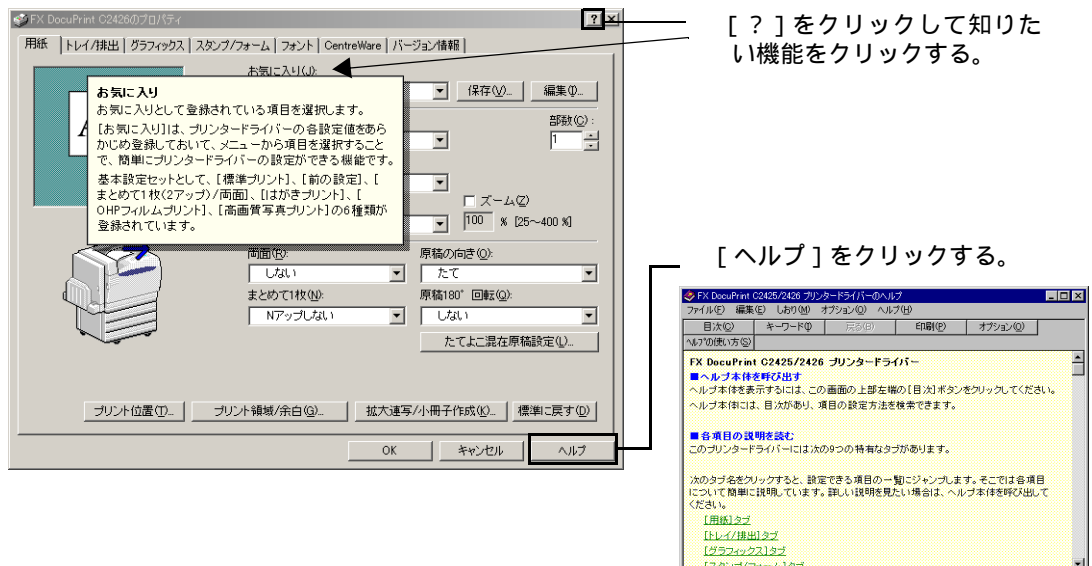 FX DocuPrint C2426のプロパティ
用紙 トレイ/排出 グラフィックス スタンプ/フォーム フォント CentreWare バージョン情報
お気に入り(J):
保存(V)... 編集(I)...
お気に入り
お気に入りとして登録されている項目を選択します。
[お気に入り]は、プリンタードライバーの各設定値をあら
かじめ登録しておいて、メニューから項目を選択すること
で、簡単にプリンタードライバーの設定ができる機能です。
基本設定セットとして、[標準プリント]、[前の設定]、[
まとめて1枚(2アップ)/両面]、[はがきプリント]、[
OHPフィルムプリント]、[高画質写真プリント]の6種類が
登録されています。
部数(C):
1
ズーム(Z)
100 % [25～400 %]
両面(R): 原稿の向き(O):
しない たて
まとめて1枚(N): 原稿180° 回転(Q):
Nアップしない しない
たてよこ混在原稿設定(L)...
プリント位置(T)... プリント領域/余白(G)... 拡大連写/小冊子作成(K)... 標準に戻す(D)
OK キャンセル ヘルプ
[ ? ] をクリックして知りた
い機能をクリックする。
[ ヘルプ ] をクリックする。
FX DocuPrint C2425/2426 プリンタードライバーのヘルプ
ファイル(F) 編集(E) しおり(M) オプション(O) ヘルプ(H)
目次(C) キーワード(I) 戻る(B) 印刷(P) オプション(O)
ヘルプの使い方(S)
FX DocuPrint C2425/2426 プリンタードライバー
■ヘルプ本体を呼び出す
ヘルプ本体を表示するには、この画面の上部左端の[目次]ボタンをクリックしてください。
ヘルプ本体には、目次があり、項目の設定方法を検索できます。
■各項目の説明を読む
このプリンタードライバーには次の9つの特有なタブがあります。
次のタブ名をクリックすると、設定できる項目の一覧にジャンプします。そこでは各項目
について簡単に説明しています。詳しい説明を見たい場合は、ヘルプ本体を呼び出して
ください。
[用紙]タブ
[トレイ/排出]タブ
[グラフィックス]タブ
[スタンプ/フォーム]タブ